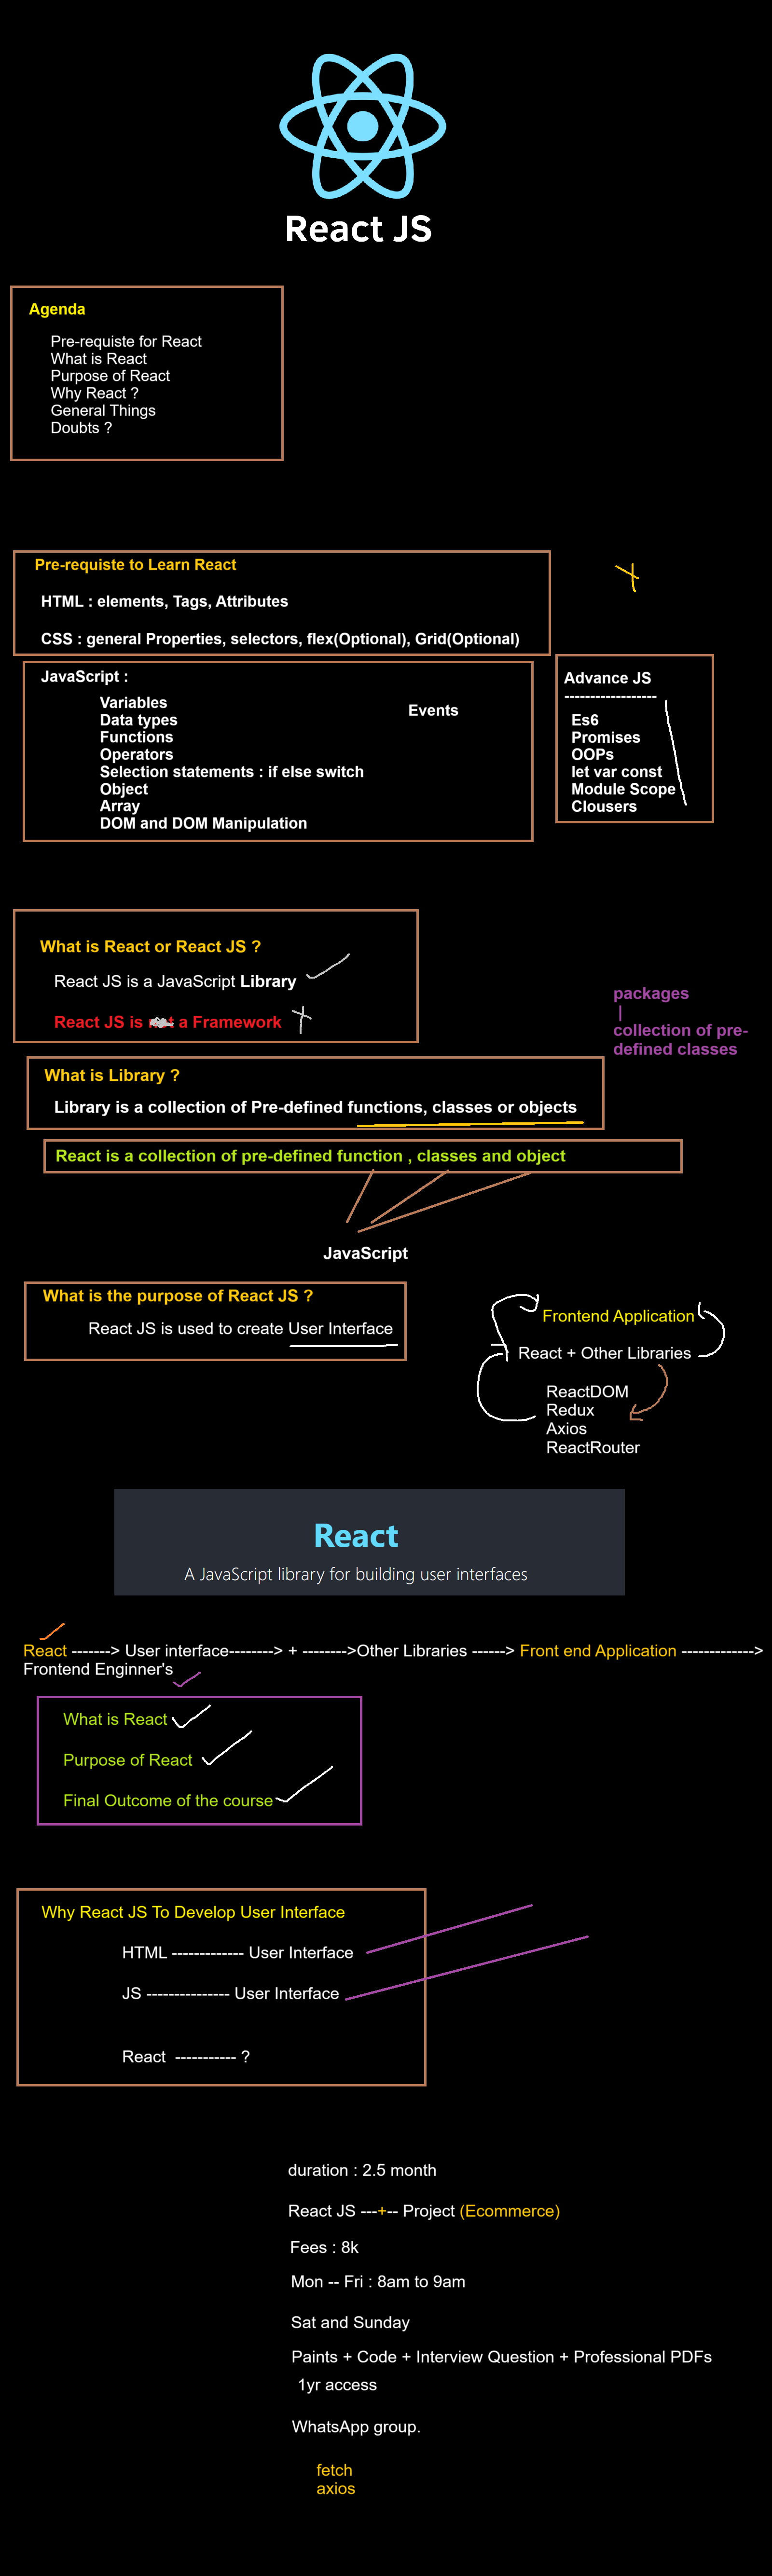 React JS
Agenda
Pre-requiste for React
What is React
Purpose of React
Why React ?
General Things
Doubts ?
Pre-requiste to Learn React
HTML : elements, Tags, Attributes
CSS : general Properties, selectors, flex(Optional), Grid(Optional)
JavaScript :
Variables
Data types
Functions
Operators
Selection statements : if else switch
Object
Array
DOM and DOM Manipulation
Events
Advance JS
------------------
Es6
Promises
OOPs
let var const
Module Scope
Clousers
What is React or React JS ?
React JS is a JavaScript Library
React JS is a Framework
packages
|
collection of pre-
defined classes
What is Library ?
Library is a collection of Pre-defined functions, classes or objects
React is a collection of pre-defined function , classes and object
JavaScript
What is the purpose of React JS ?
React JS is used to create User Interface
Frontend Application
React + Other Libraries
ReactDOM
Redux
Axios
ReactRouter
React
A JavaScript library for building user interfaces
React -------> User interface--------> + -------->Other Libraries ------> Front end Application ------------->
Frontend Enginner's
What is React
Purpose of React
Final Outcome of the course
Why React JS To Develop User Interface
HTML ------------- User Interface
JS --------------- User Interface
React ----------- ?
duration : 2.5 month
React JS ---+-- Project (Ecommerce)
Fees : 8k
Mon -- Fri : 8am to 9am
Sat and Sunday
Paints + Code + Interview Question + Professional PDFs
1yr access
WhatsApp group.
fetch
axios